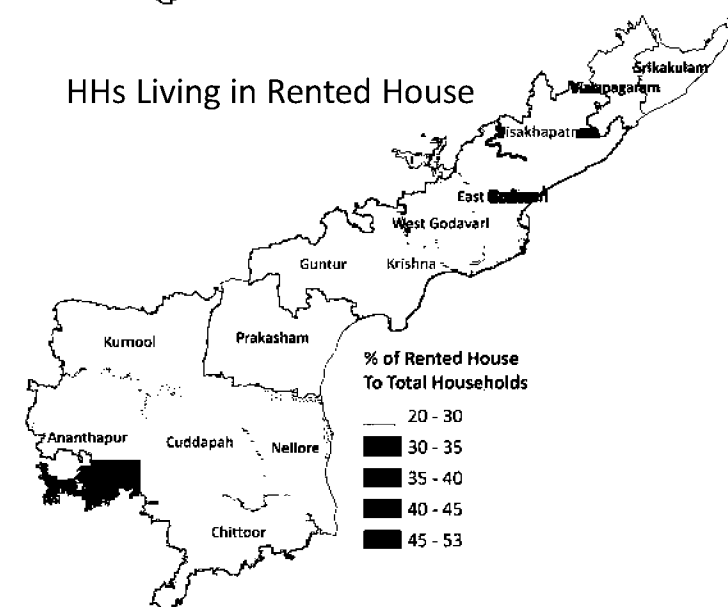 HHs Living in Rented House
Srikakulam
Vizianagaram
Visakhapatnam
East
West Godavari
Guntur
Krishna
Kurnool
Prakasham
Ananthapur
Cuddapah
Nellore
Chittoor
% of Rented House
To Total Households
20 - 30
30 - 35
35 - 40
40 - 45
45 - 53